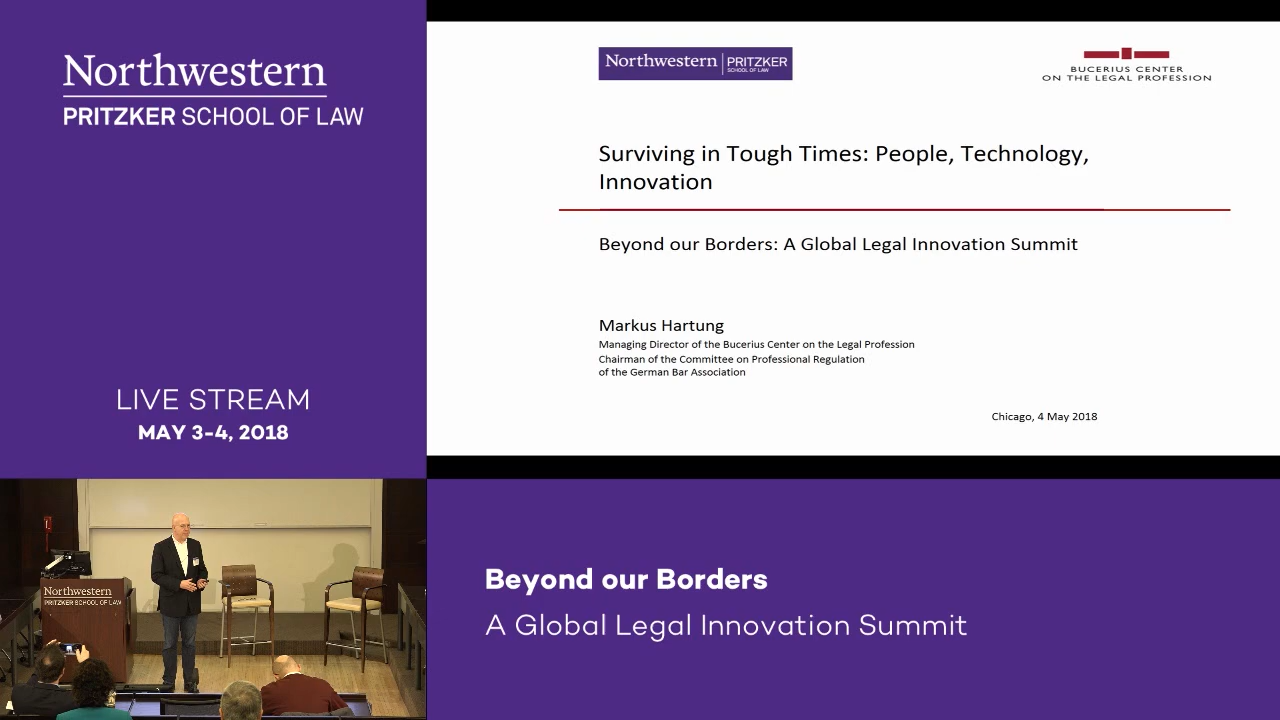 Northwestern
PRITZKER SCHOOL OF LAW
LIVE STREAM
MAY 3-4, 2018
Northwestern PRITZKER
SCHOOL OF LAW
BUCERIUS CENTER
ON THE LEGAL PROFESSION
Surviving in Tough Times: People, Technology,
Innovation
Beyond our Borders: A Global Legal Innovation Summit
Markus Hartung
Managing Director of the Bucerius Center on the Legal Profession
Chairman of the Committee on Professional Regulation
of the German Bar Association
Chicago, 4 May 2018
Northwestern
PRITZKER SCHOOL OF LAW
Beyond our Borders
A Global Legal Innovation Summit